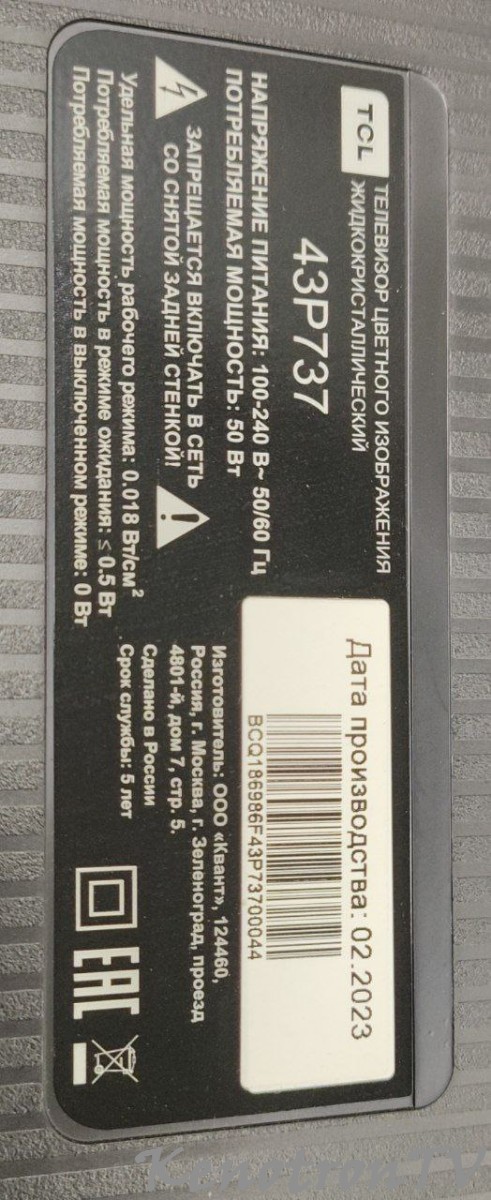 TCL
ТЕЛЕВИЗОР ЦВЕТНОГО ИЗОБРАЖЕНИЯ
ЖИДКОКРИСТАЛЛИЧЕСКИЙ
43P737
НАПРЯЖЕНИЕ ПИТАНИЯ: 100-240 В~ 50/60 Гц
ПОТРЕБЛЯЕМАЯ МОЩНОСТЬ: 50 Вт
ЗАПРЕЩАЕТСЯ ВКЛЮЧАТЬ В СЕТЬ
СО СНЯТОЙ ЗАДНЕЙ СТЕНКОЙ!
Удельная мощность рабочего режима: 0.018 Вт/см²
Потребляемая мощность в режиме ожидания: ≤ 0,5 Вт
Потребляемая мощность в выключенном режиме: 0 Вт
Дата производства: 02.2023
BCQ186986F43P73700044
Изготовитель: ООО «Квант», 124460,
Россия, г. Москва, г. Зеленоград, проезд
4801-й, дом 7, стр. 5.
Сделано в России
Срок службы: 5 лет
EAC
KenotronTV